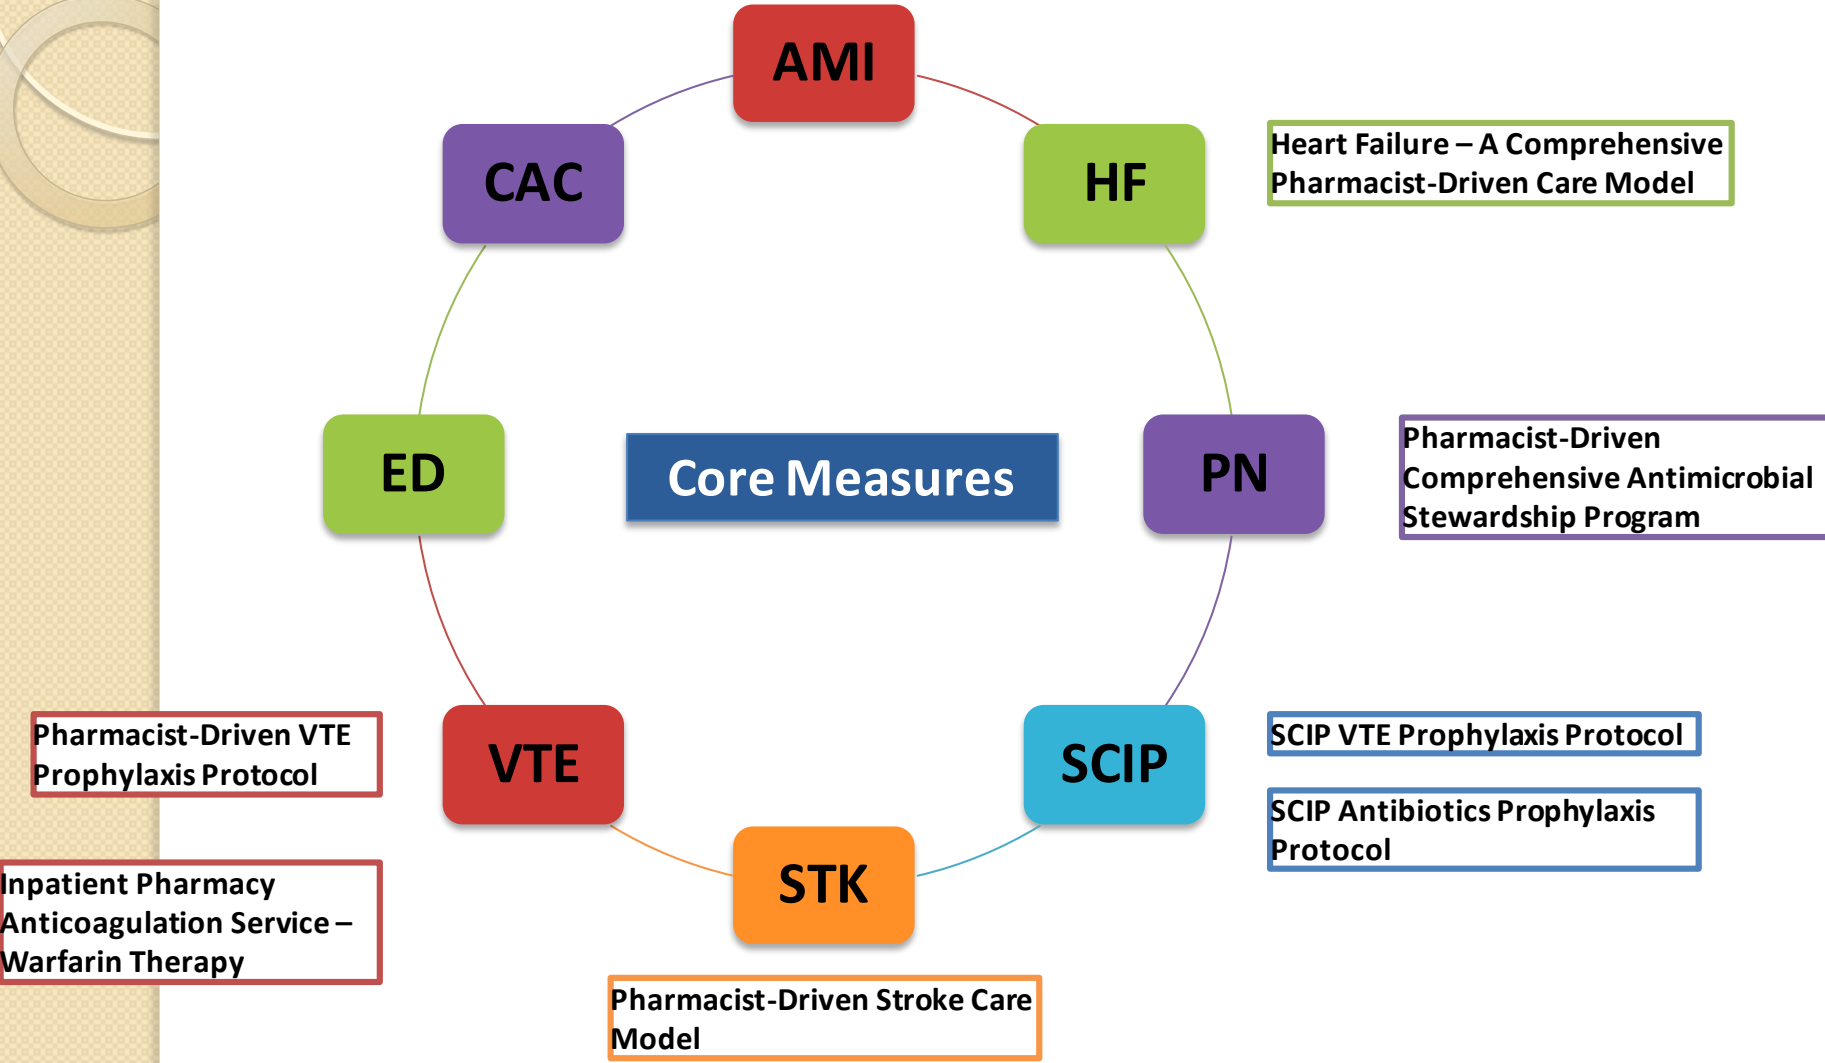 AMI
CAC
HF
Heart Failure – A Comprehensive
Pharmacist-Driven Care Model
ED
Core Measures
PN
Pharmacist-Driven
Comprehensive Antimicrobial
Stewardship Program
VTE
Pharmacist-Driven VTE
Prophylaxis Protocol
Inpatient Pharmacy
Anticoagulation Service –
Warfarin Therapy
SCIP
SCIP VTE Prophylaxis Protocol
SCIP Antibiotics Prophylaxis
Protocol
STK
Pharmacist-Driven Stroke Care
Model